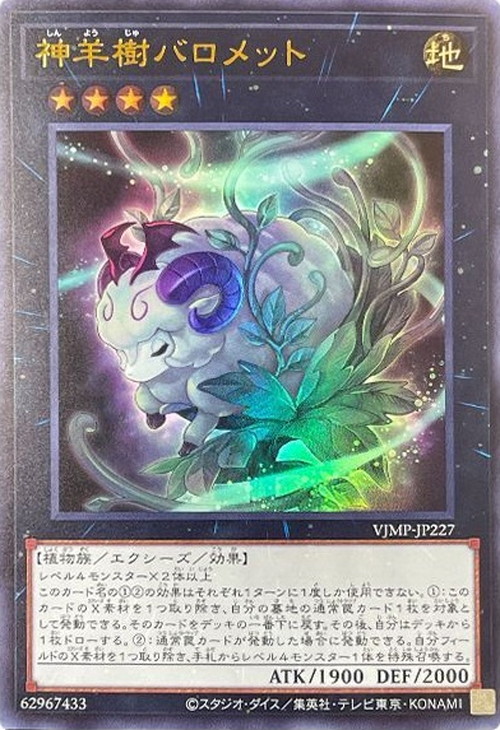 しん よう じゅ
神羊樹バロメット
ち
地
VJMP-JP227
【植物族/エクシーズ/効果】
レベル4モンスター×2体以上
このカード名の①②の効果はそれぞれ1ターンに1度しか使用できない。①:こ
のカードのX素材を1つ取り除き、自分の墓地の通常罠カード1枚を対象
として発動できる。そのカードをデッキの一番下に戻す。その後、自分はデッキから
1枚ドローする。②:通常罠カードが発動した場合に発動できる。自分フィー
ルドのX素材を1つ取り除き、手札からレベル4モンスター1体を特殊召喚する。
ATK/1900 DEF/2000
62967433
©スタジオ・ダイス/集英社・テレビ東京・KONAMI